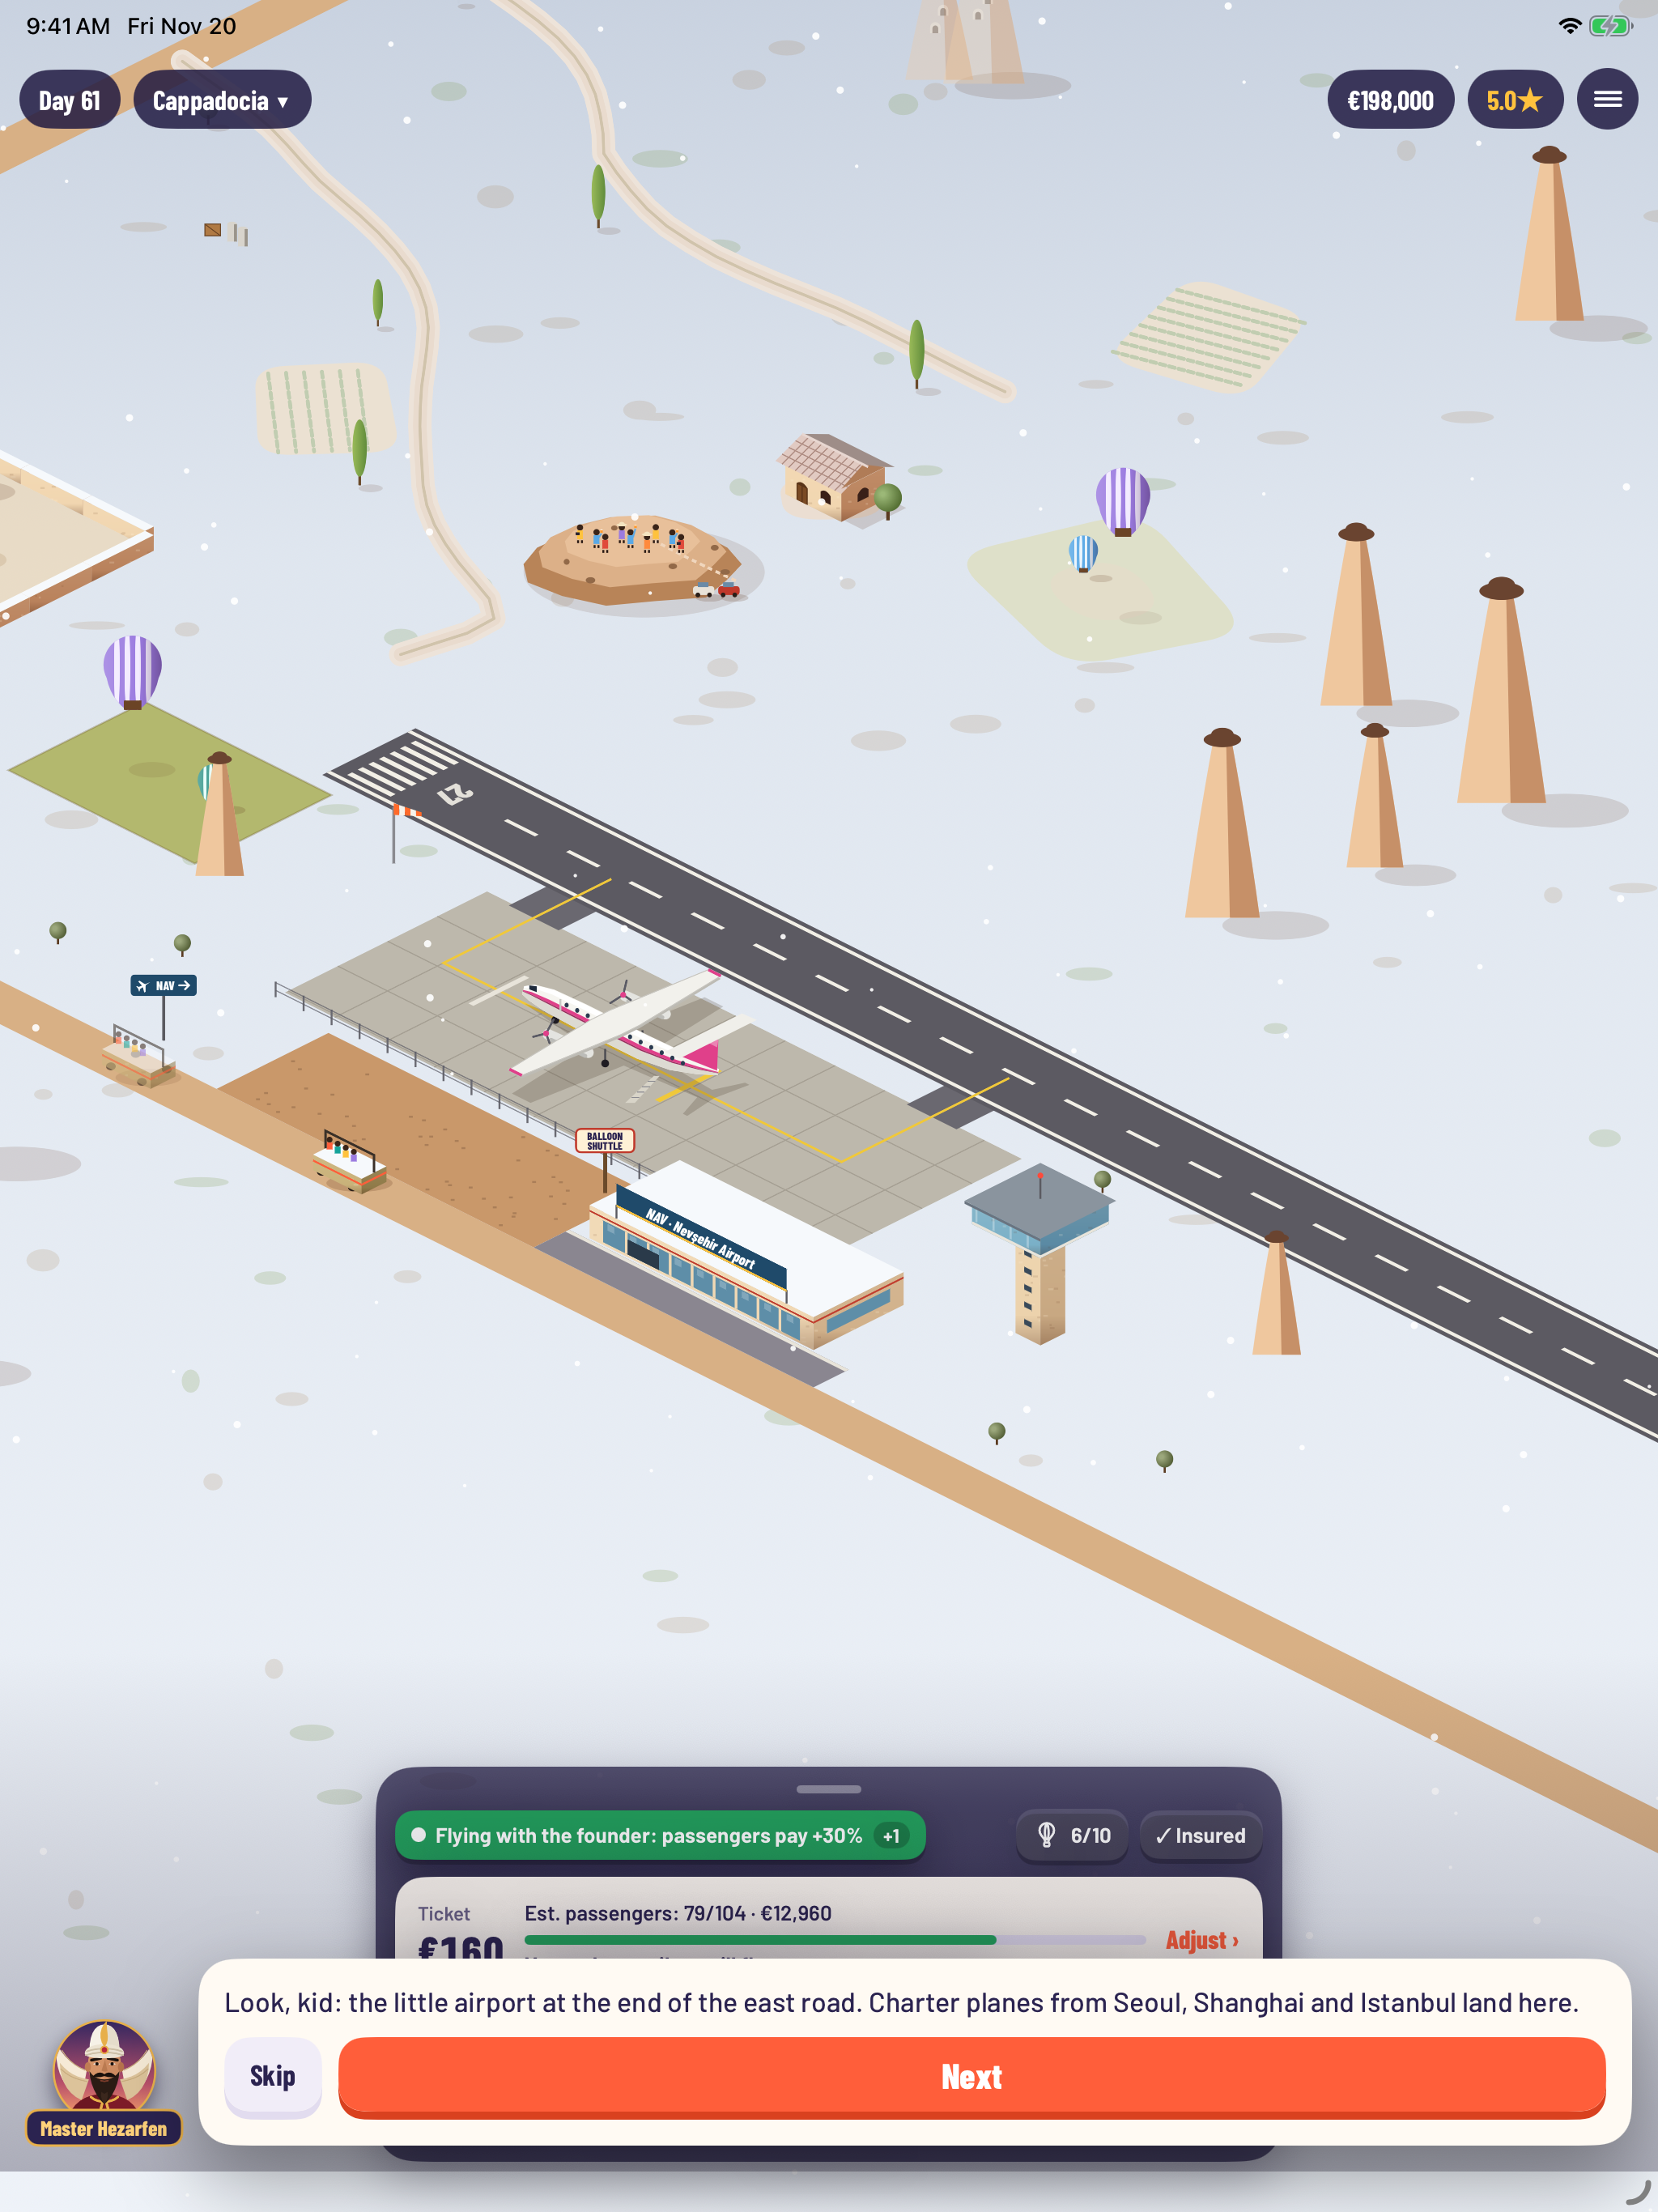 9:41 AM Fri Nov 20
Day 61
Cappadocia ▾
€198,000
5.0★
27
NAV →
BALLOON
SHUTTLE
NAV · Nevşehir Airport
Flying with the founder: passengers pay +30% +1
6/10
✓ Insured
Ticket
Est. passengers: 79/104 · €12,960
€160
Adjust ›
Look, kid: the little airport at the end of the east road. Charter planes from Seoul, Shanghai and Istanbul land here.
Skip
Next
Master Hezarfen